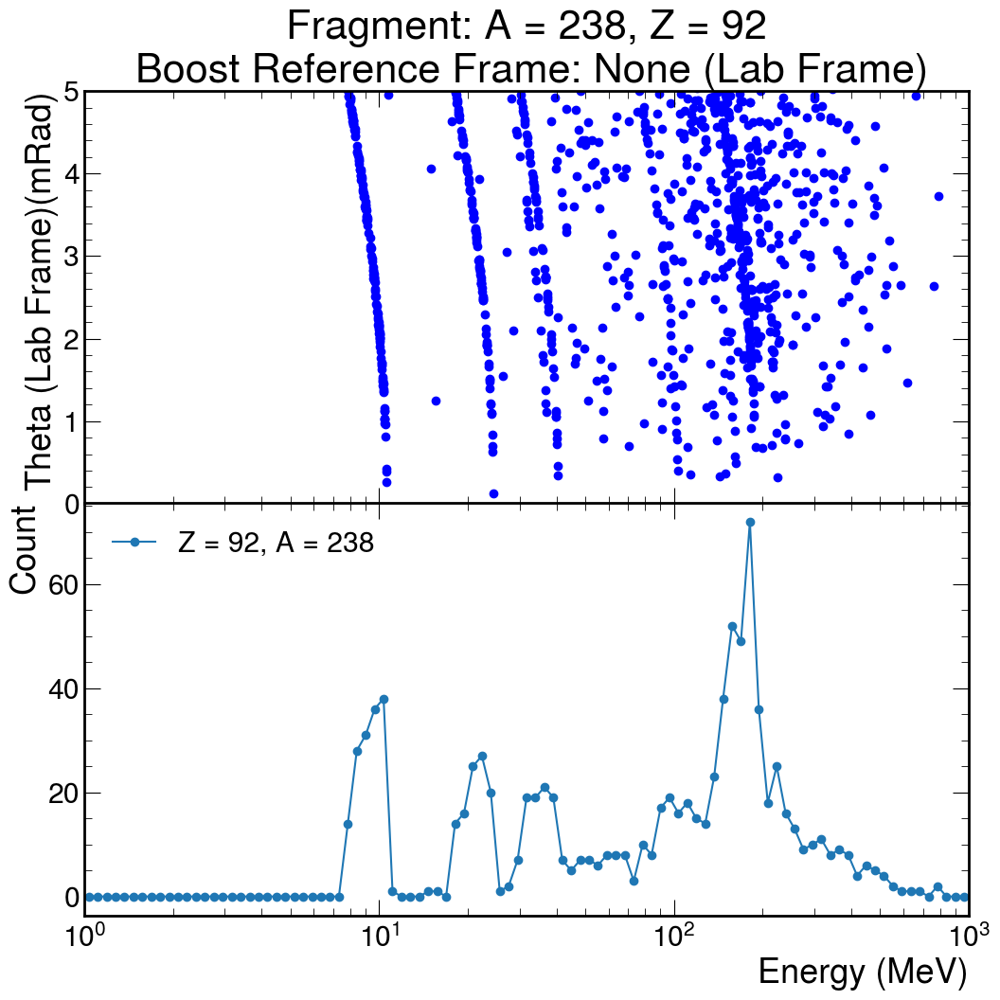 Fragment: A = 238, Z = 92
Boost Reference Frame: None (Lab Frame)
Theta (Lab Frame)(mRad)
5
4
3
2
1
0
Count
0
60
40
20
0
Z = 92, A = 238
10^0
10^1
10^2
10^3
Energy (MeV)